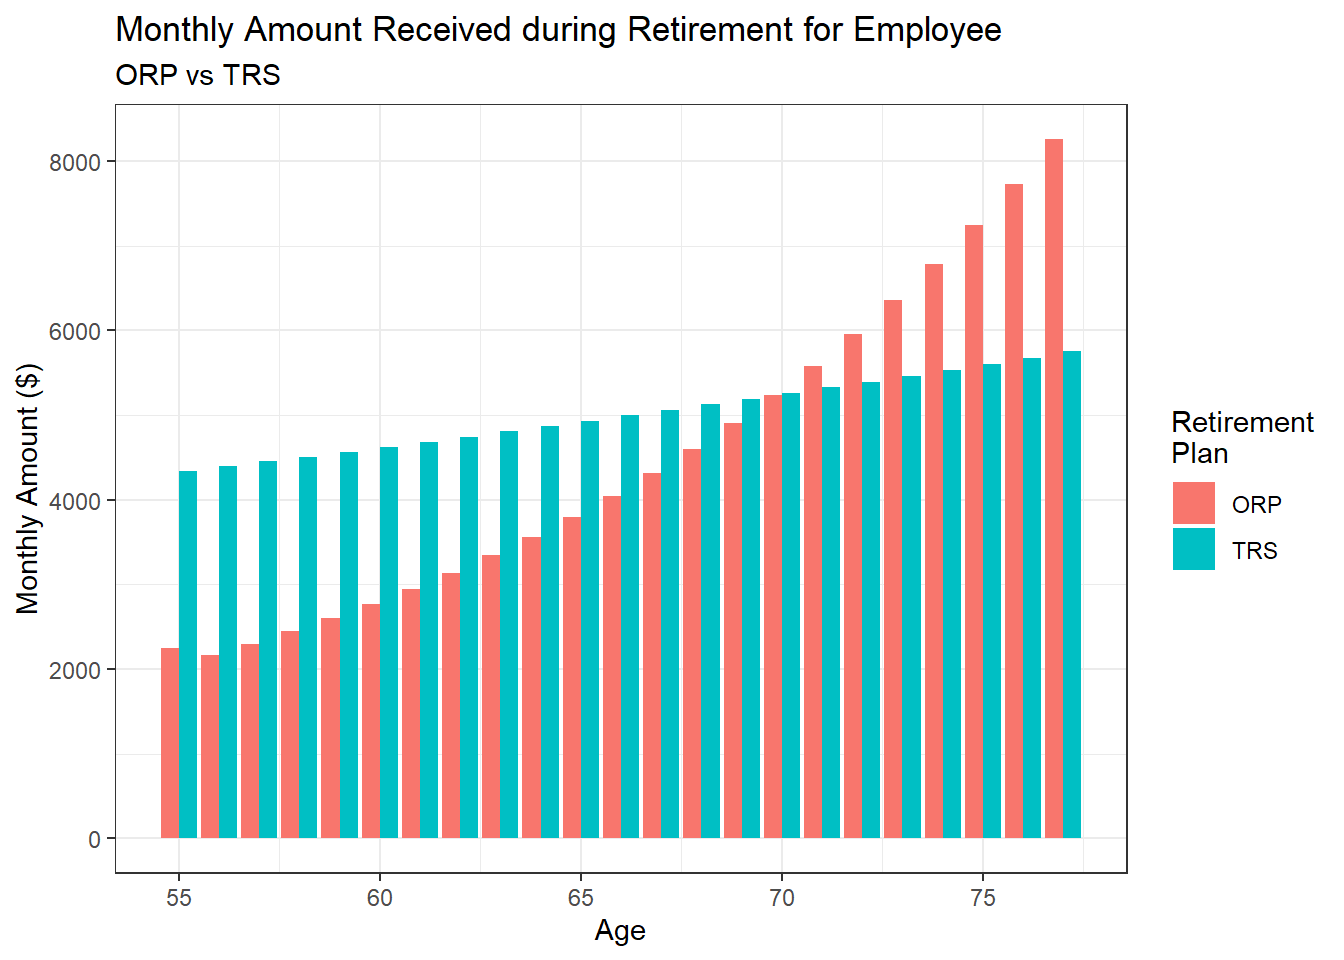 Monthly Amount Received during Retirement for Employee
ORP vs TRS
8000
6000
4000
2000
0
Monthly Amount ($)
55 60 65 70 75
Age
Retirement
Plan
ORP
TRS